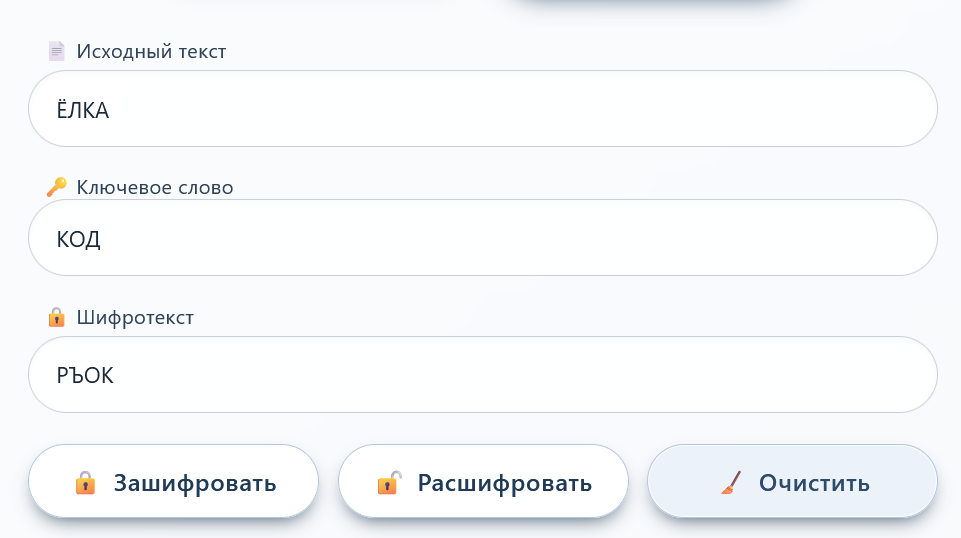 Исходный текст
ЁЛКА
Ключевое слово
КОД
Шифротекст
РЪОК
Зашифровать
Расшифровать
Очистить